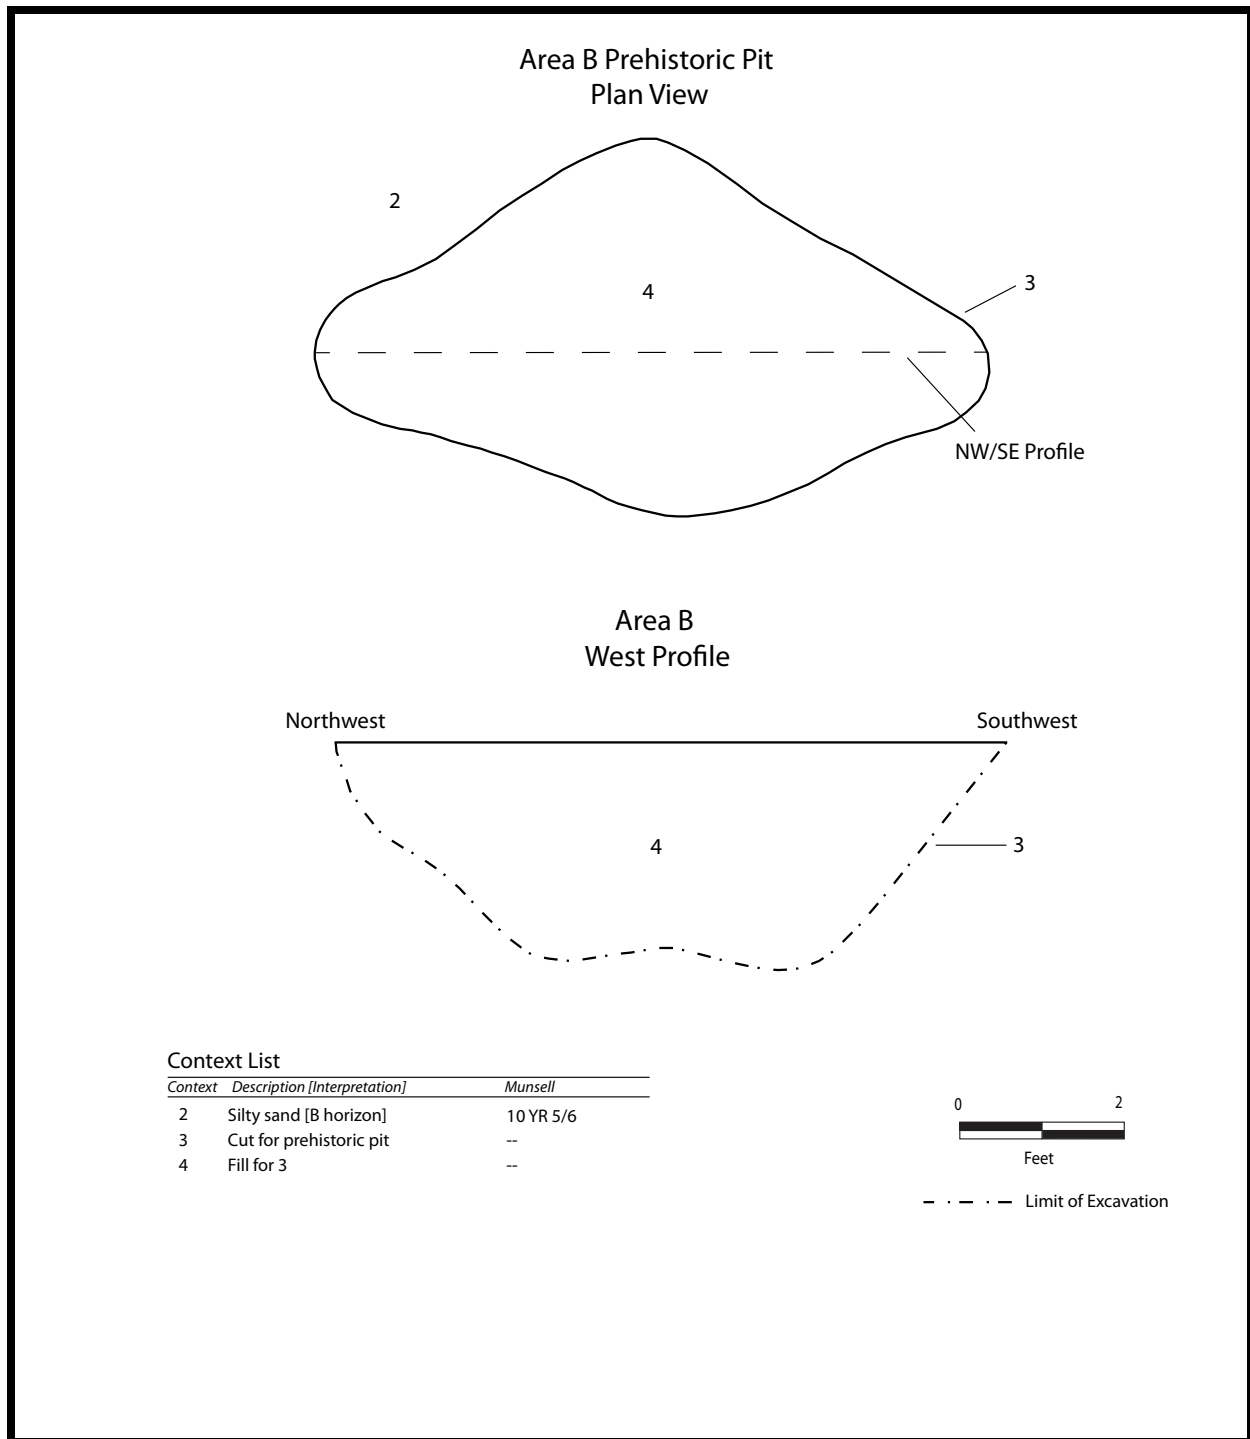 Area B Prehistoric Pit
Plan View
2
3
4
NW/SE Profile
Area B
West Profile
Northwest Southwest
4
3
Context List
Context Description [Interpretation] Munsell
2 Silty sand [B horizon] 10 YR 5/6
3 Cut for prehistoric pit --
4 Fill for 3 --
0 2
Feet
Limit of Excavation